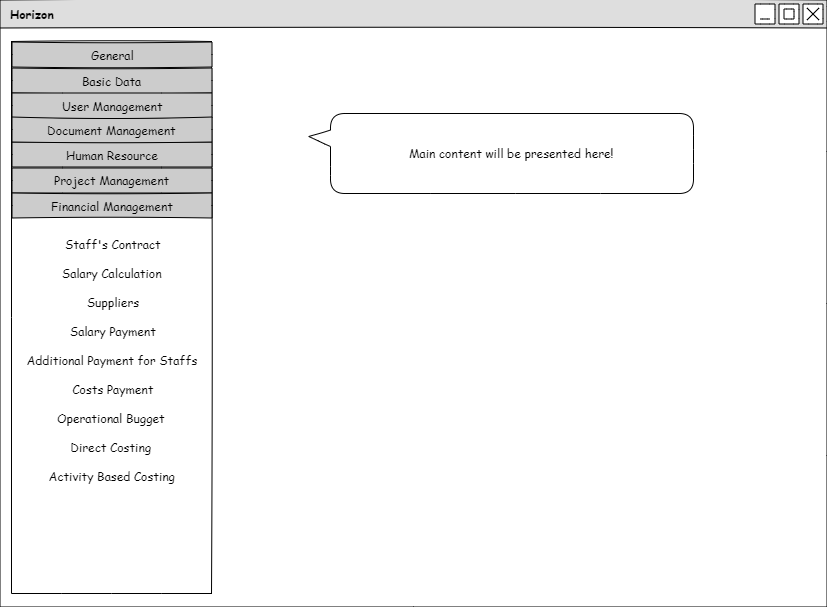 Horizon
General
Basic Data
User Management
Document Management
Human Resource
Project Management
Financial Management
Staff's Contract
Salary Calculation
Suppliers
Salary Payment
Additional Payment for Staffs
Costs Payment
Operational Bugget
Direct Costing
Activity Based Costing
Main content will be presented here!